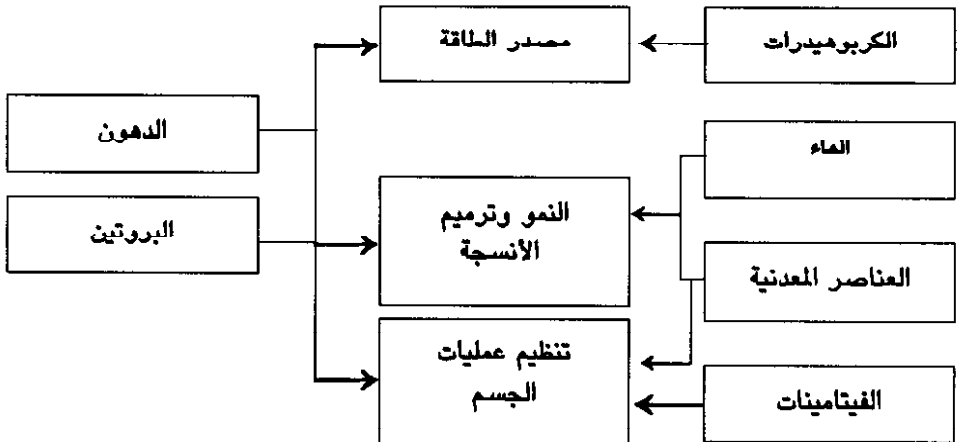 الكربوهيدرات
مصدر الطاقة
الدهون
الماء
النمو وترميم
الأنسجة
البروتين
العناصر المعدنية
تنظيم عمليات
الجسم
الفيتامينات